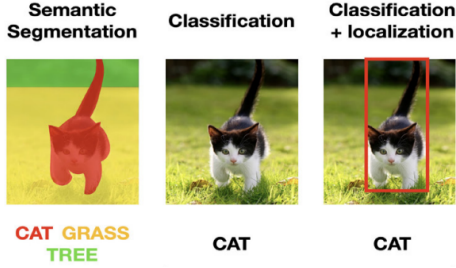 Semantic
Segmentation
Classification
Classification
+ localization
CAT GRASS
TREE
CAT
CAT